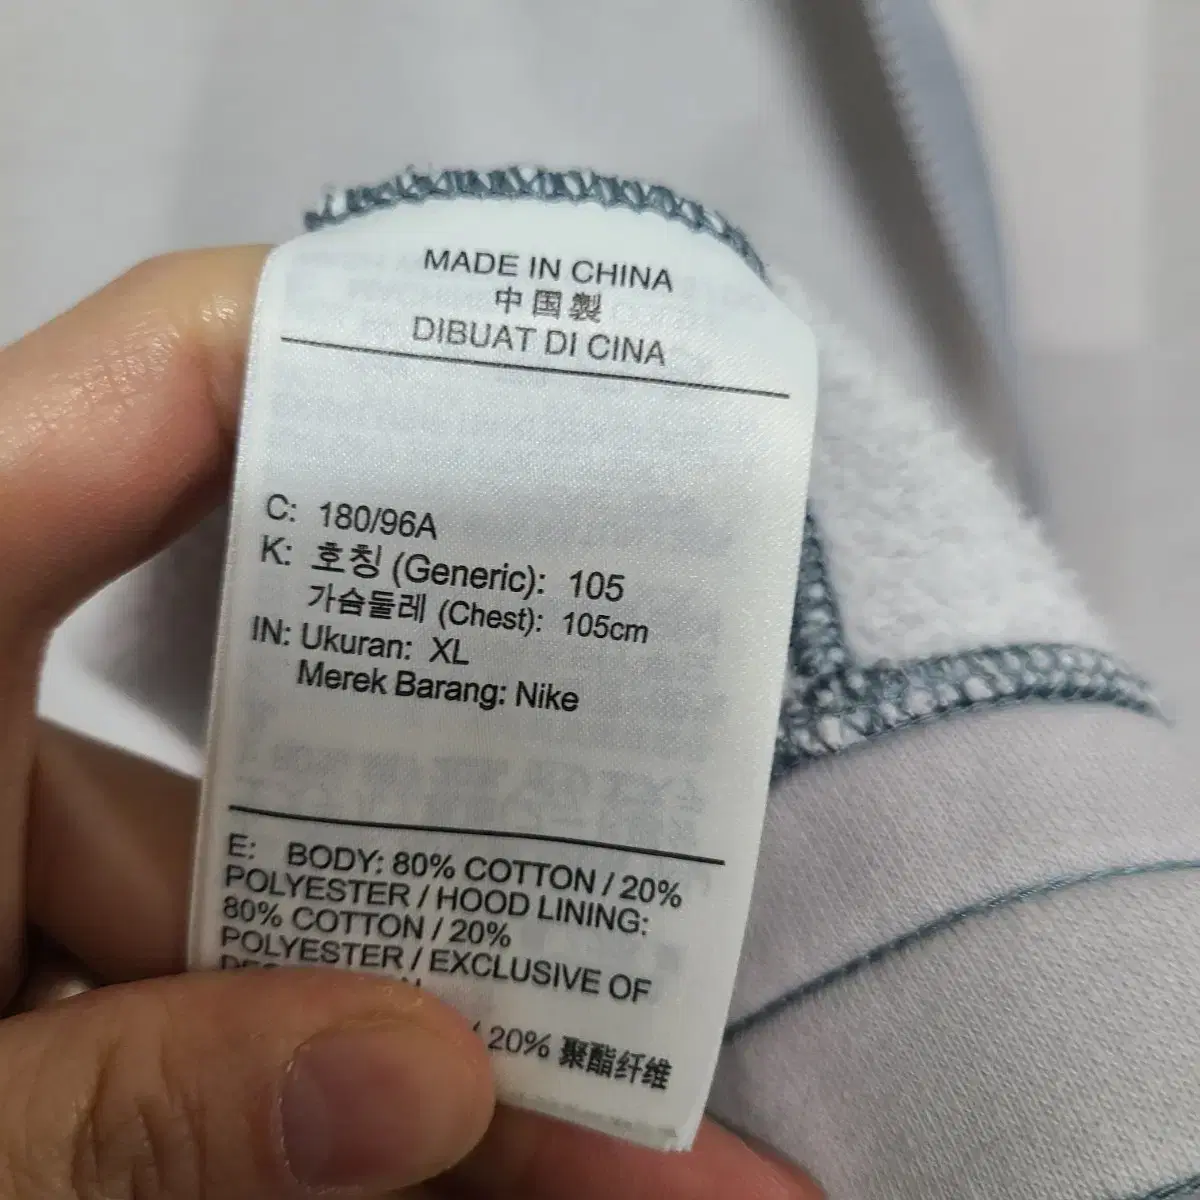 MADE IN CHINA
中国製
DIBUAT DI CINA
C: 180/96A
K: 호칭 (Generic): 105
가슴둘레 (Chest): 105cm
IN: Ukuran: XL
Merek Barang: Nike
E: BODY: 80% COTTON / 20%
POLYESTER / HOOD LINING:
80% COTTON / 20%
POLYESTER / EXCLUSIVE OF
/ 20% 聚酯纤维